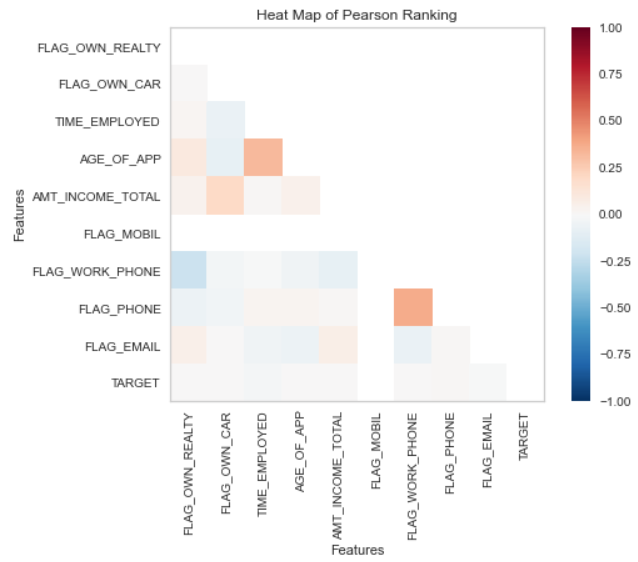 Heat Map of Pearson Ranking
FLAG_OWN_REALTY
FLAG_OWN_CAR
TIME_EMPLOYED
AGE_OF_APP
AMT_INCOME_TOTAL
FLAG_MOBIL
FLAG_WORK_PHONE
FLAG_PHONE
FLAG_EMAIL
TARGET
Features
FLAG_OWN_REALTY
FLAG_OWN_CAR
TIME_EMPLOYED
AGE_OF_APP
AMT_INCOME_TOTAL
FLAG_MOBIL
FLAG_WORK_PHONE
FLAG_PHONE
FLAG_EMAIL
TARGET
Features
1.00
0.75
0.50
0.25
0.00
−0.25
−0.50
−0.75
−1.00